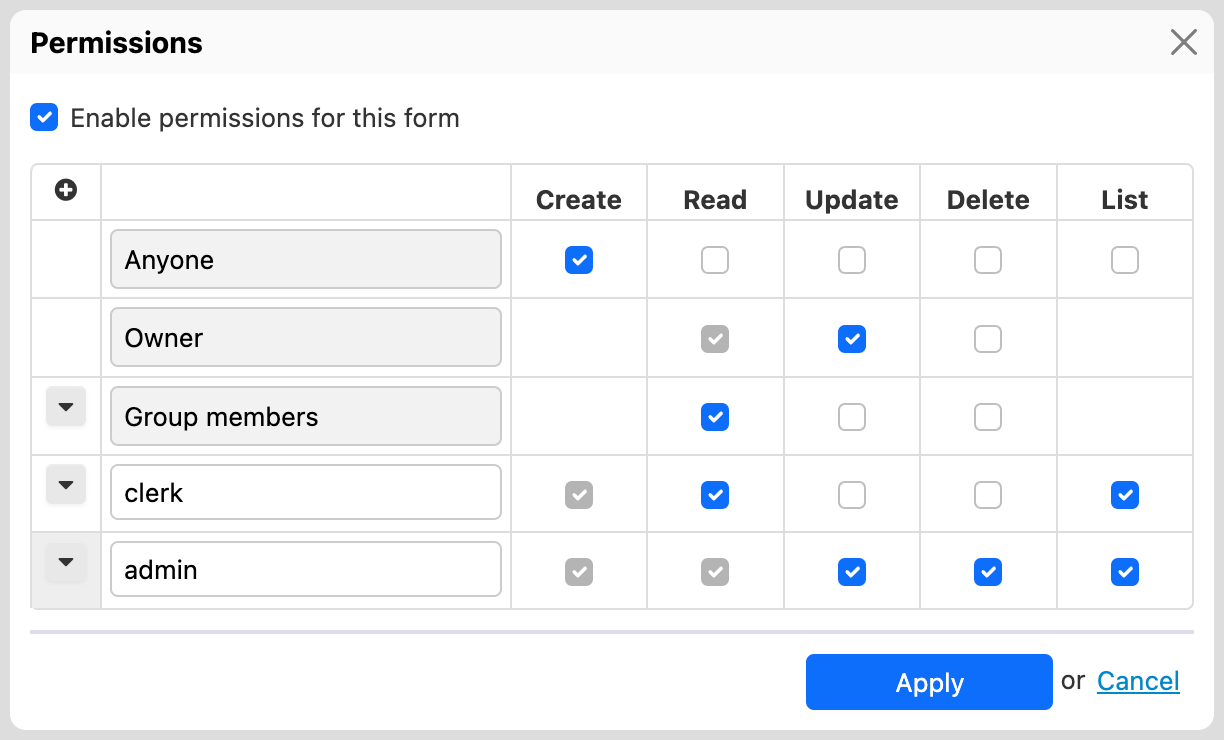 Permissions
Enable permissions for this form
Create Read Update Delete List
Anyone
Owner
Group members
clerk
admin
Apply or Cancel